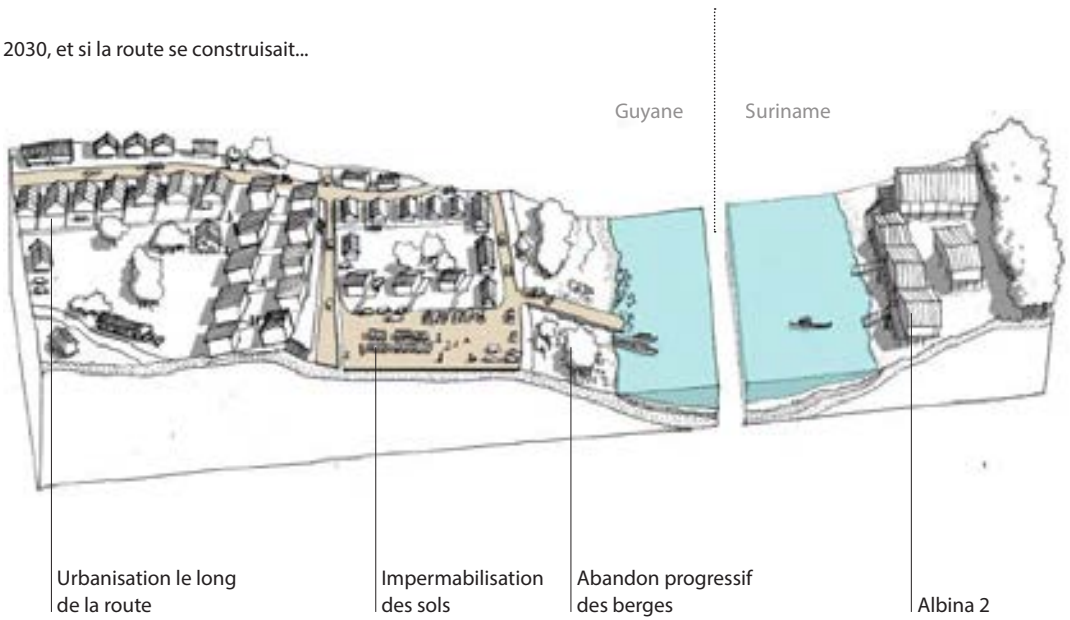 2030, et si la route se construisait...
Guyane
Suriname
Urbanisation le long
de la route
Impermabilisation
des sols
Abandon progressif
des berges
Albina 2